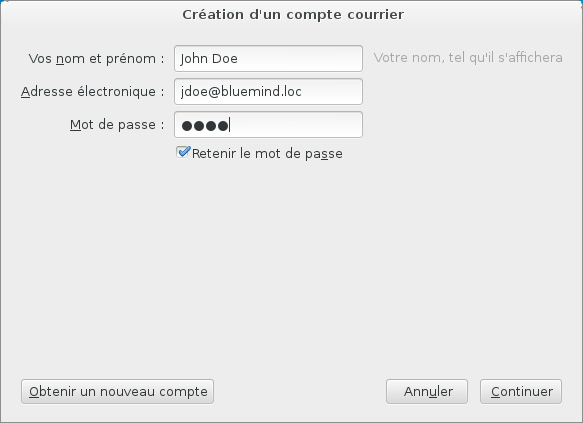 Création d'un compte courrier
Vos nom et prénom : John Doe Votre nom, tel qu'il s'affichera
Adresse électronique : jdoe@bluemind.loc
Mot de passe : ●●●●
Retenir le mot de passe
Obtenir un nouveau compte Annuler Continuer